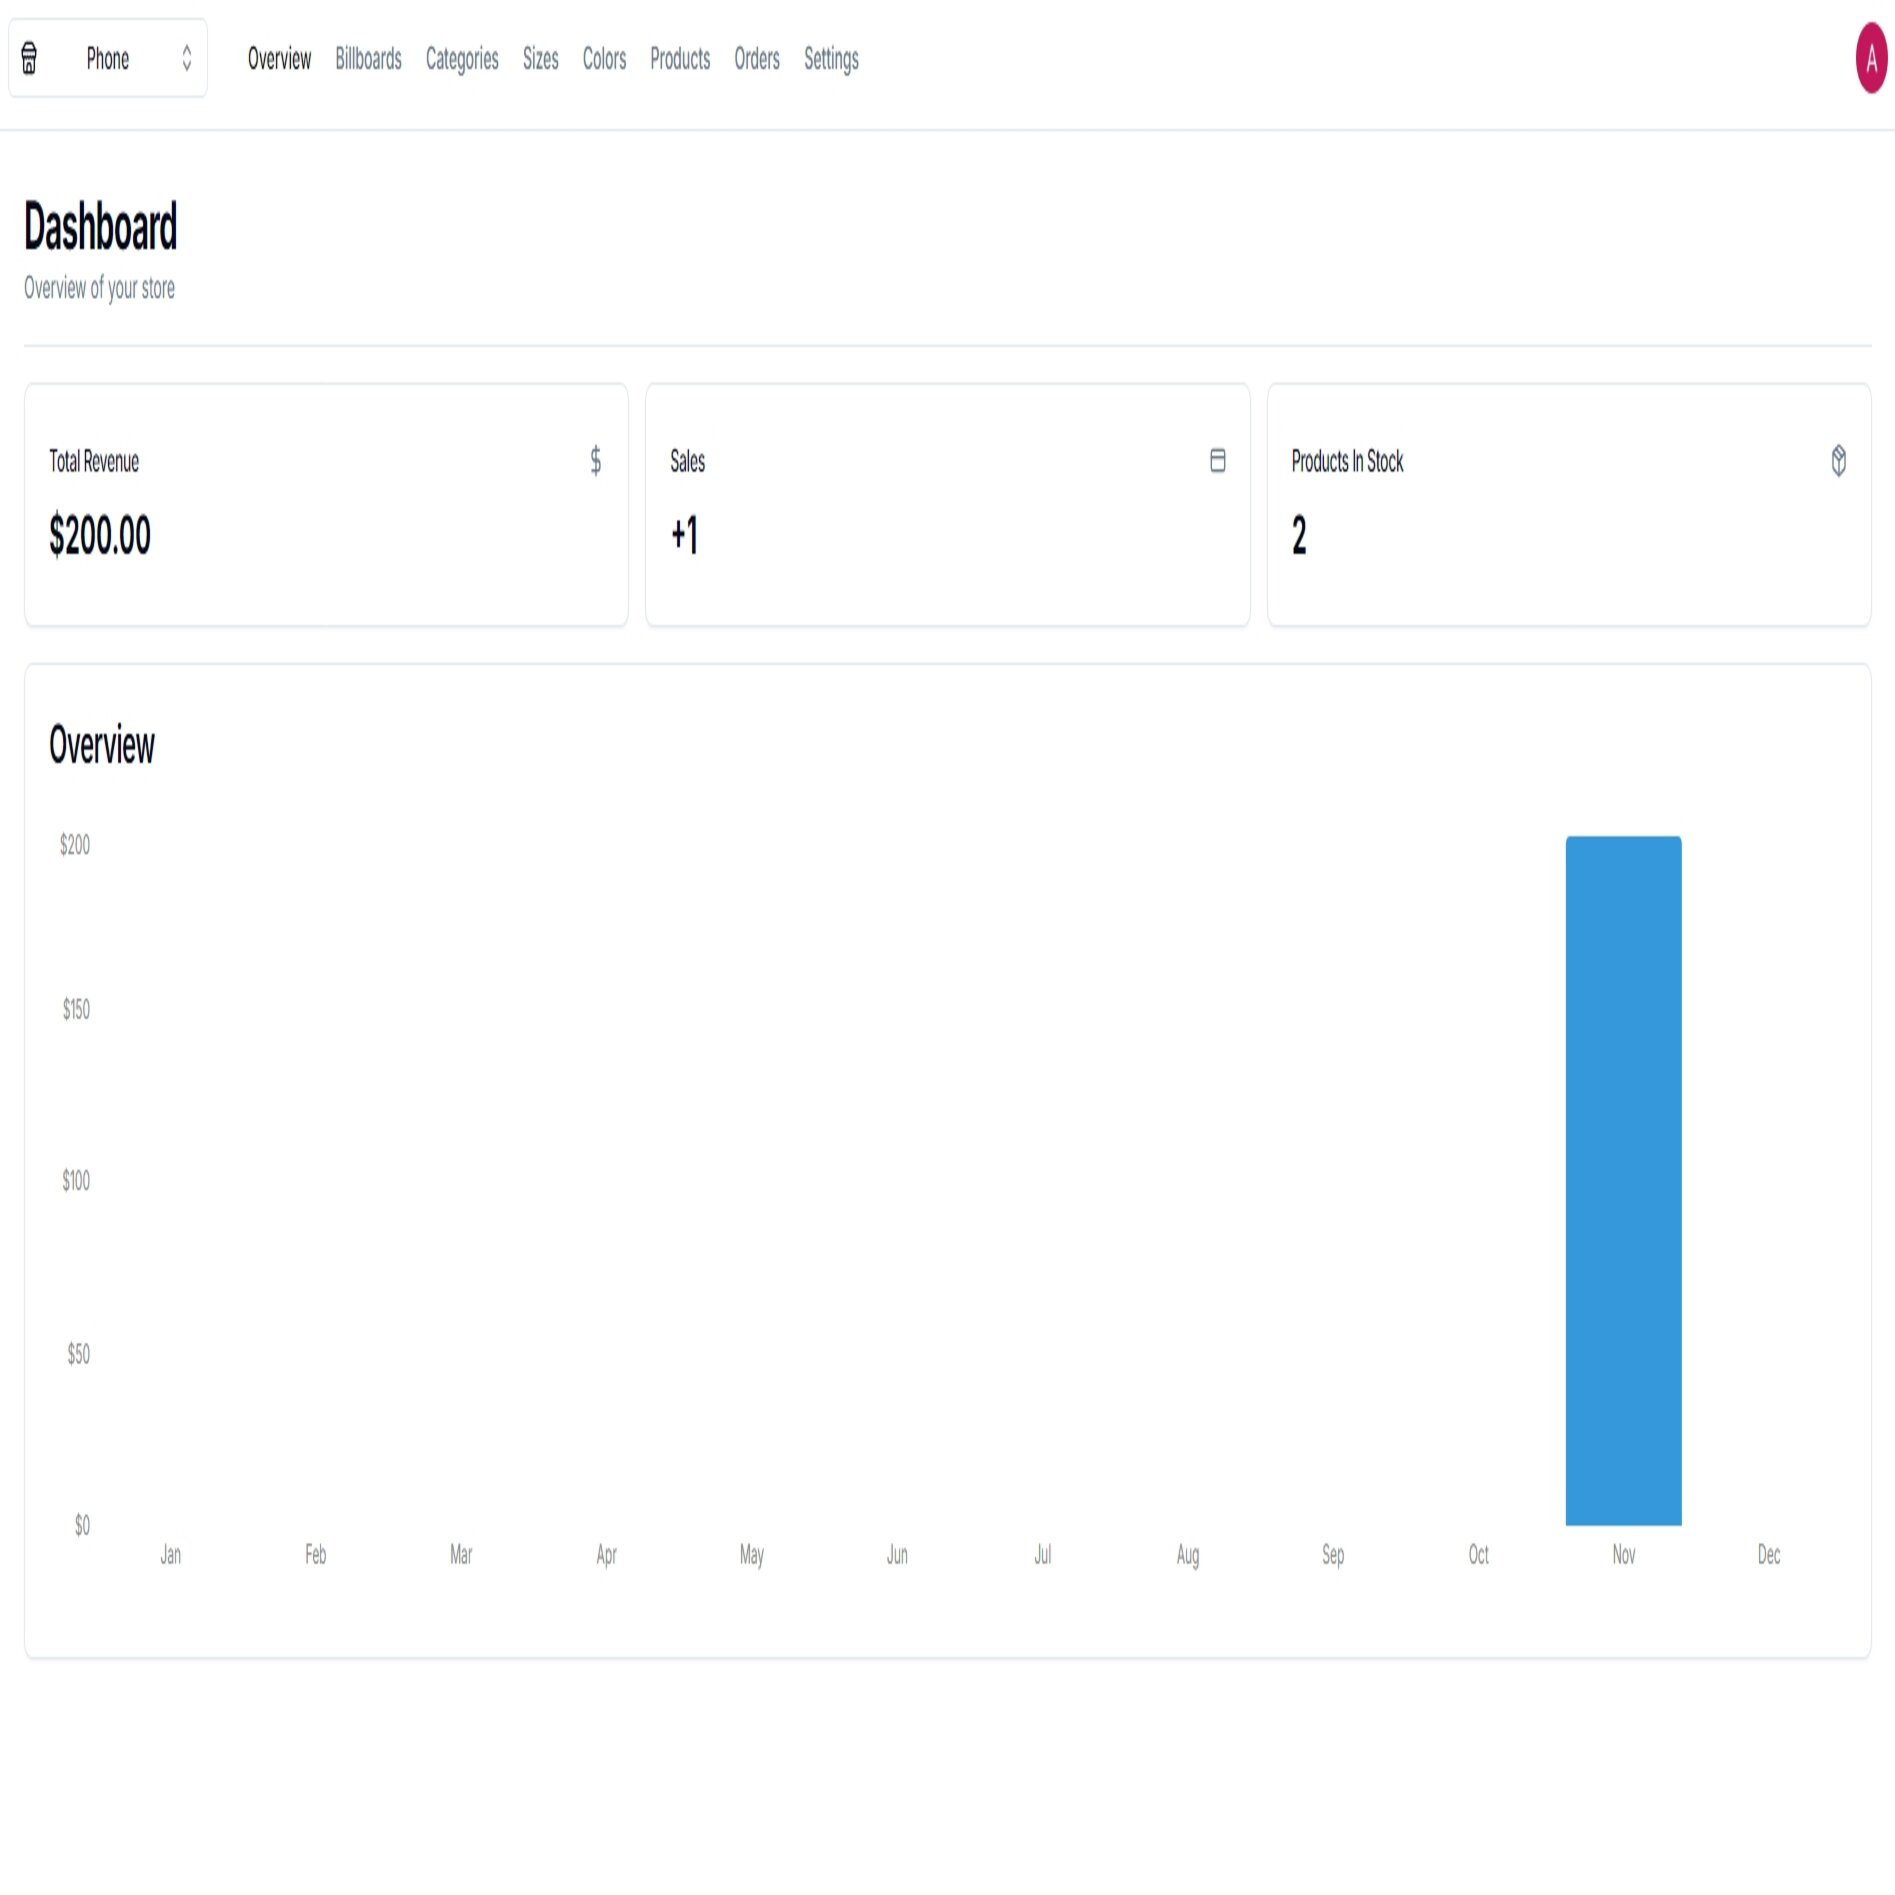 Phone Overview Billboards Categories Sizes Colors Products Orders Settings A
Dashboard
Overview of your store
Total Revenue $
$200.00
Sales
+1
Products In Stock
2
Overview
$200
$150
$100
$50
$0
Jan Feb Mar Apr May Jun Jul Aug Sep Oct Nov Dec